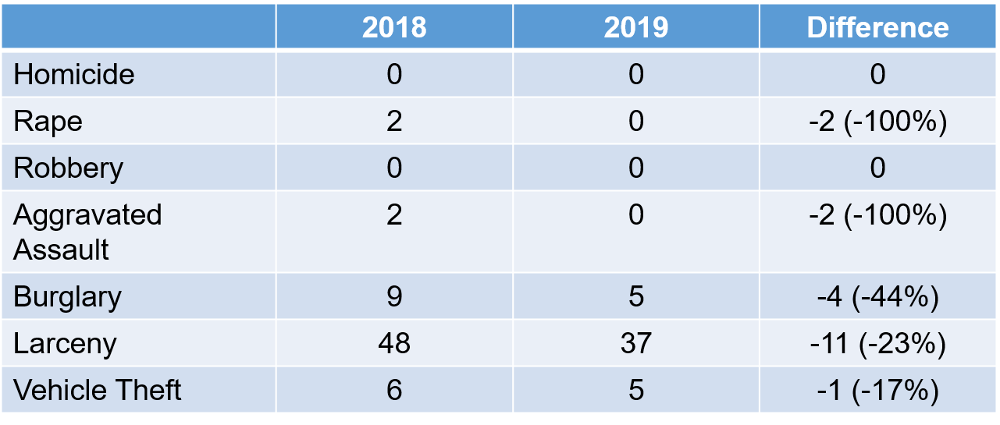 2018 2019 Difference
Homicide 0 0 0
Rape 2 0 -2 (-100%)
Robbery 0 0 0
Aggravated 2 0 -2 (-100%)
Assault
Burglary 9 5 -4 (-44%)
Larceny 48 37 -11 (-23%)
Vehicle Theft 6 5 -1 (-17%)